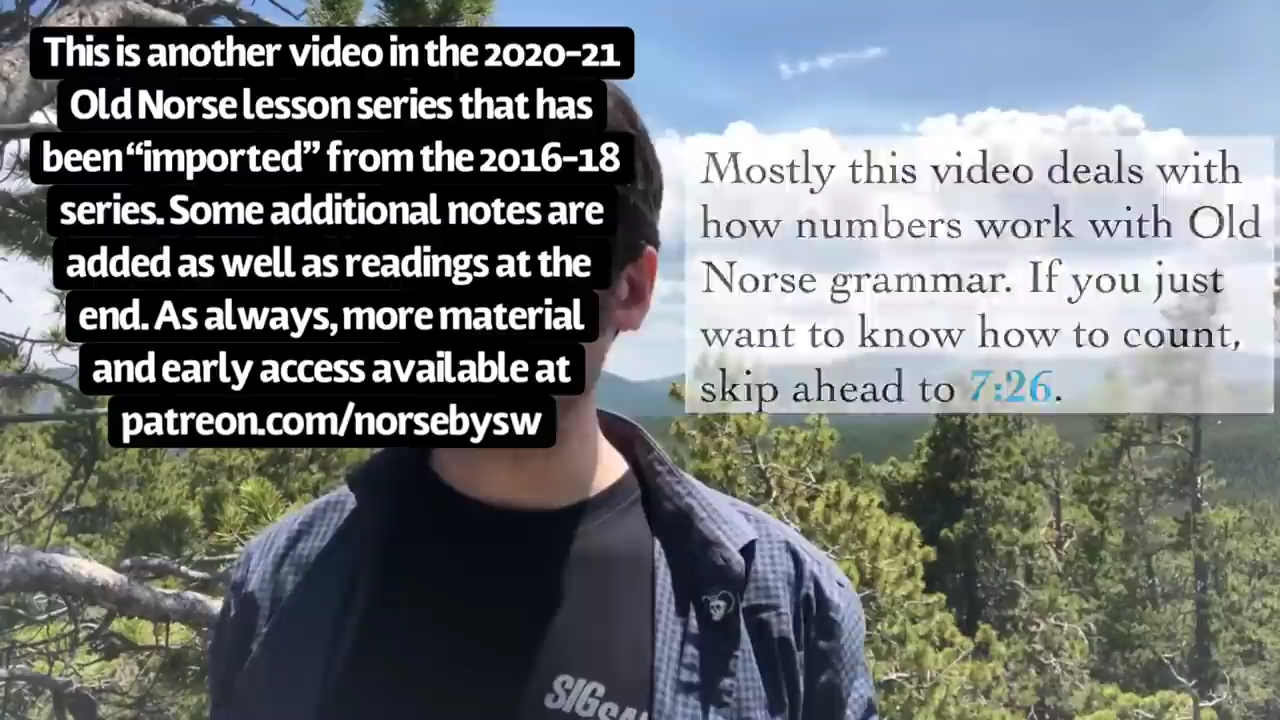 This is another video in the 2020-21
Old Norse lesson series that has
been “imported” from the 2016-18
series. Some additional notes are
added as well as readings at the
end. As always, more material
and early access available at
patreon.com/norsebysw
Mostly this video deals with
how numbers work with Old
Norse grammar. If you just
want to know how to count,
skip ahead to 7:26.
SIG